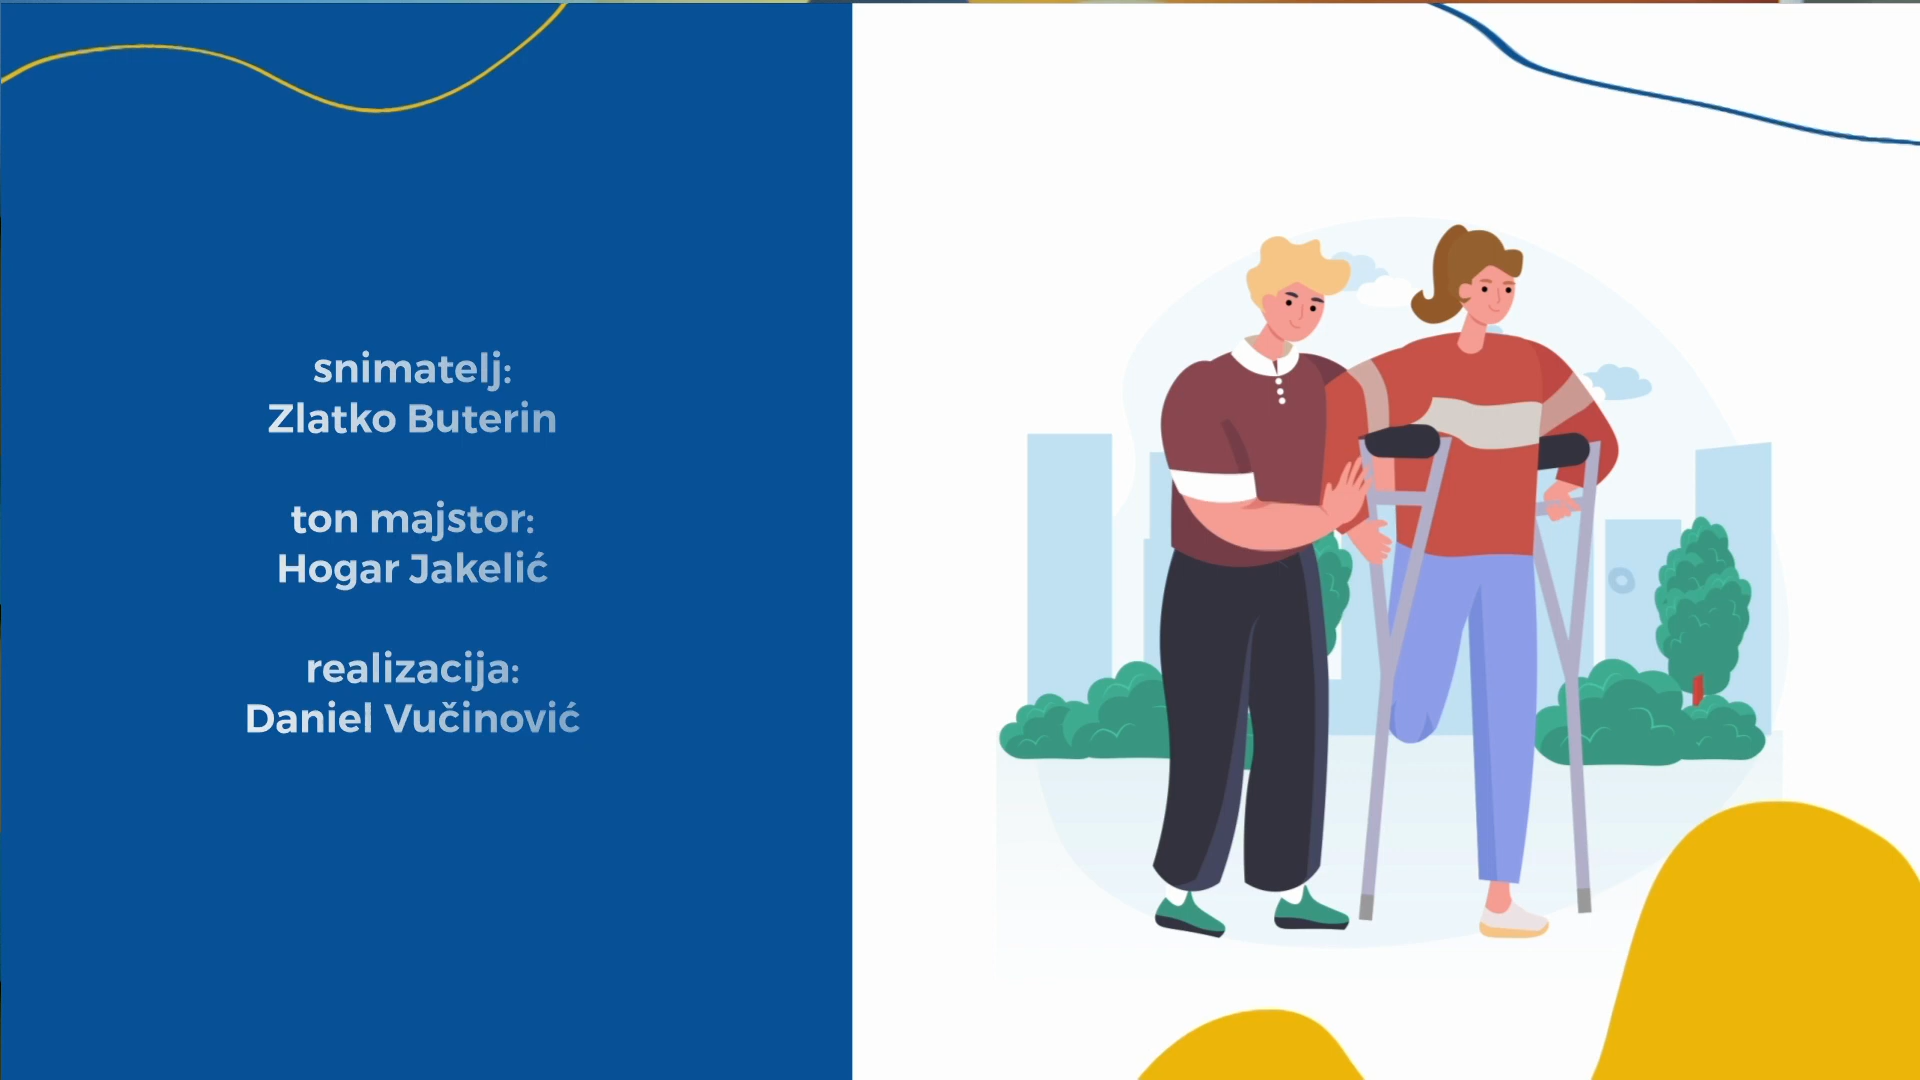 snimatelj:
Zlatko Buterin
ton majstor:
Hogar Jakelić
realizacija:
Daniel Vučinović